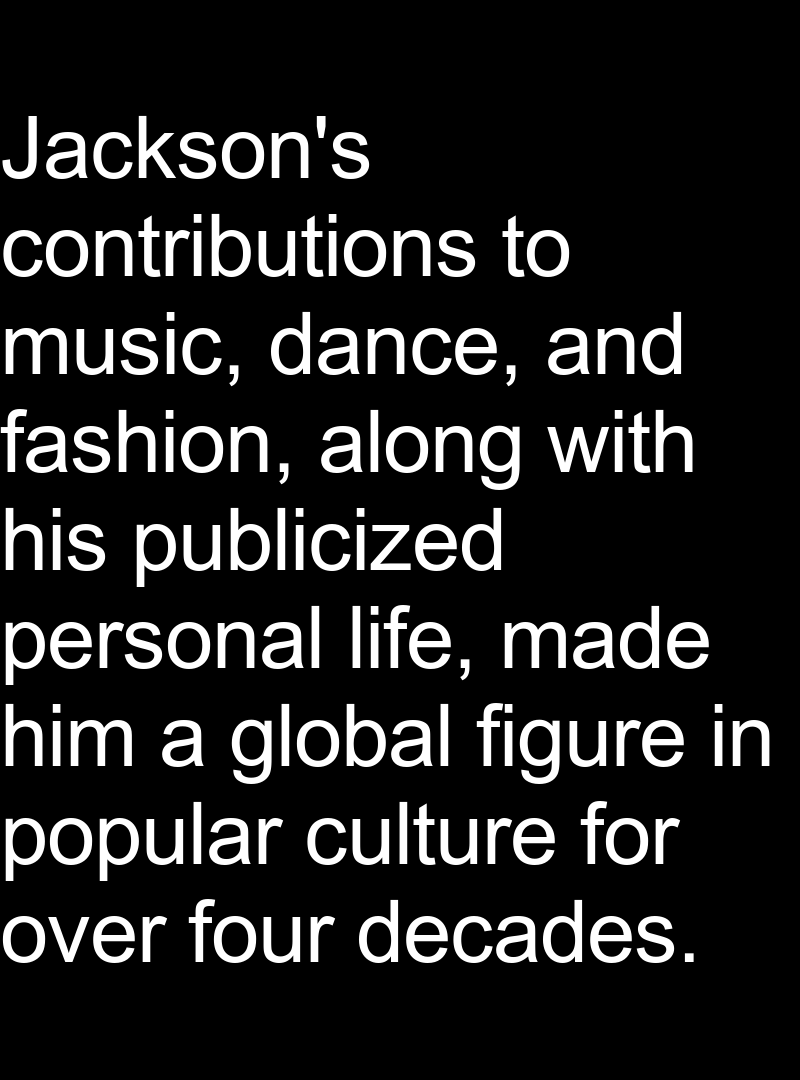 Jackson's
contributions to
music, dance, and
fashion, along with
his publicized
personal life, made
him a global figure in
popular culture for
over four decades.